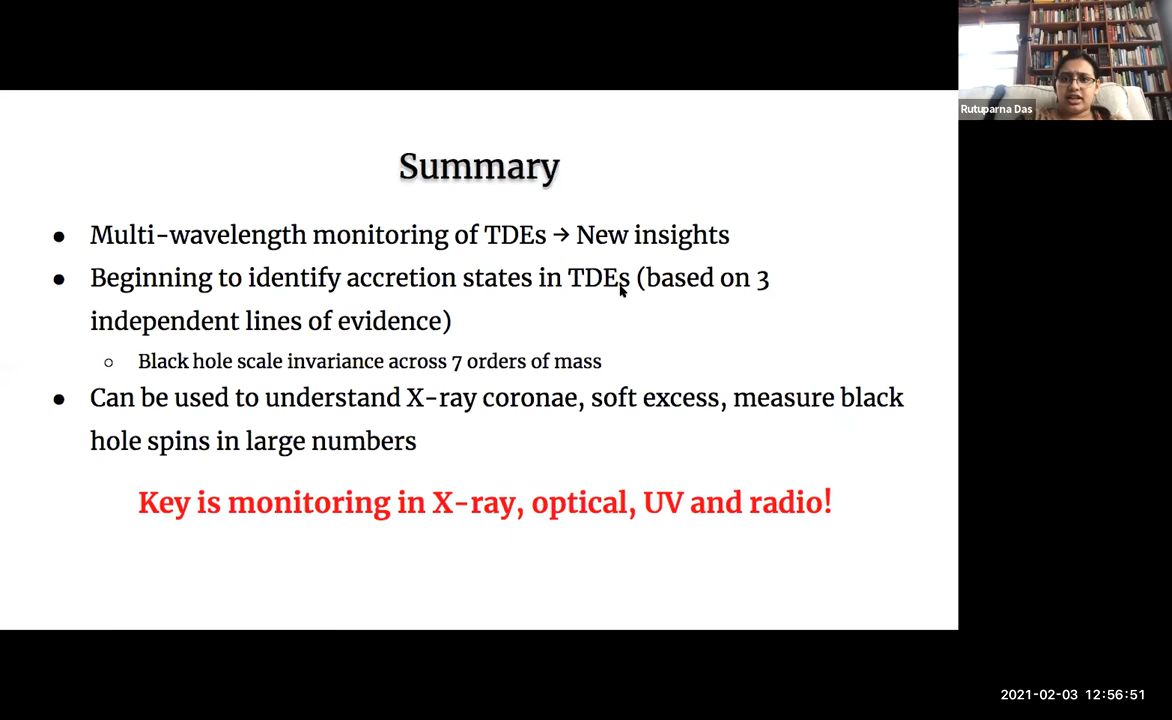 Rutuparna Das
Summary
● Multi-wavelength monitoring of TDEs → New insights
● Beginning to identify accretion states in TDEs (based on 3
independent lines of evidence)
○ Black hole scale invariance across 7 orders of mass
● Can be used to understand X-ray coronae, soft excess, measure black
hole spins in large numbers
Key is monitoring in X-ray, optical, UV and radio!
2021-02-03 12:56:51